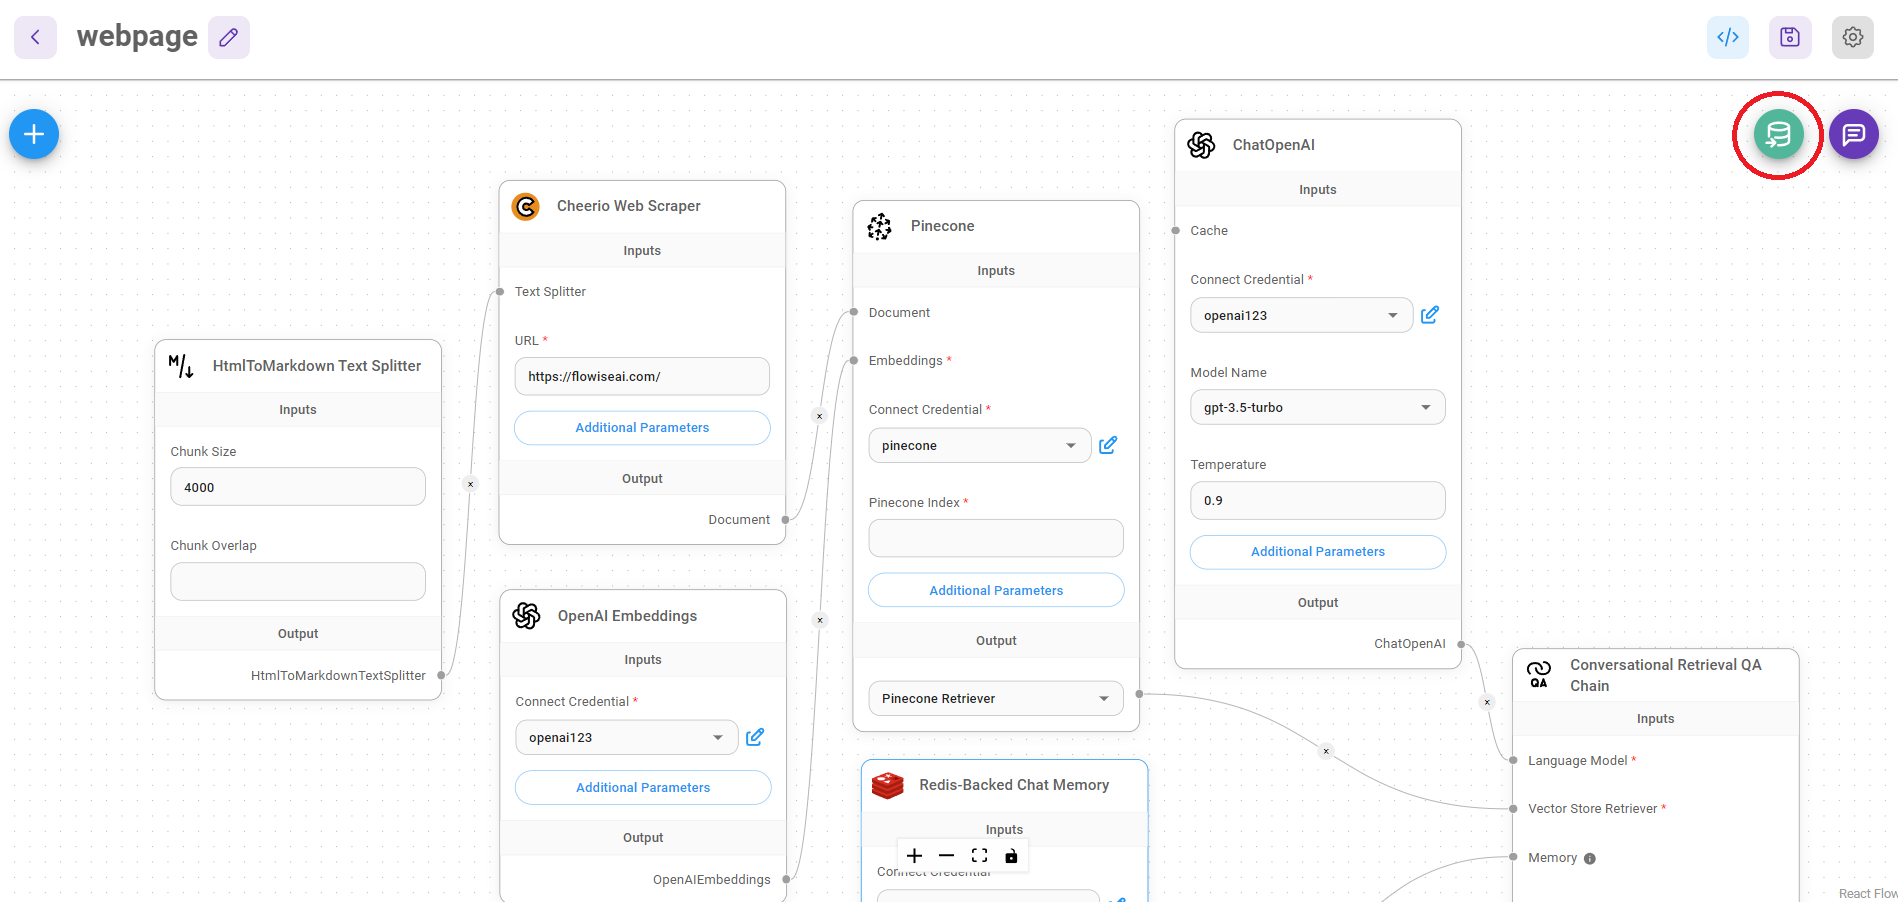 webpage
HtmlToMarkdown Text Splitter
Inputs
Chunk Size
4000
Chunk Overlap
Output
HtmlToMarkdownTextSplitter
Cheerio Web Scraper
Inputs
Text Splitter
URL *
https://flowiseai.com/
Additional Parameters
Output
Document
OpenAI Embeddings
Inputs
Connect Credential *
openai123
Additional Parameters
Output
OpenAIEmbeddings
Pinecone
Inputs
Document
Embeddings *
Connect Credential *
pinecone
Pinecone Index *
Additional Parameters
Output
Pinecone Retriever
Redis-Backed Chat Memory
Inputs
Connect Credential
ChatOpenAI
Inputs
Cache
Connect Credential *
openai123
Model Name
gpt-3.5-turbo
Temperature
0.9
Additional Parameters
Output
ChatOpenAI
QA
Conversational Retrieval QA
Chain
Inputs
Language Model *
Vector Store Retriever *
Memory
React Flow